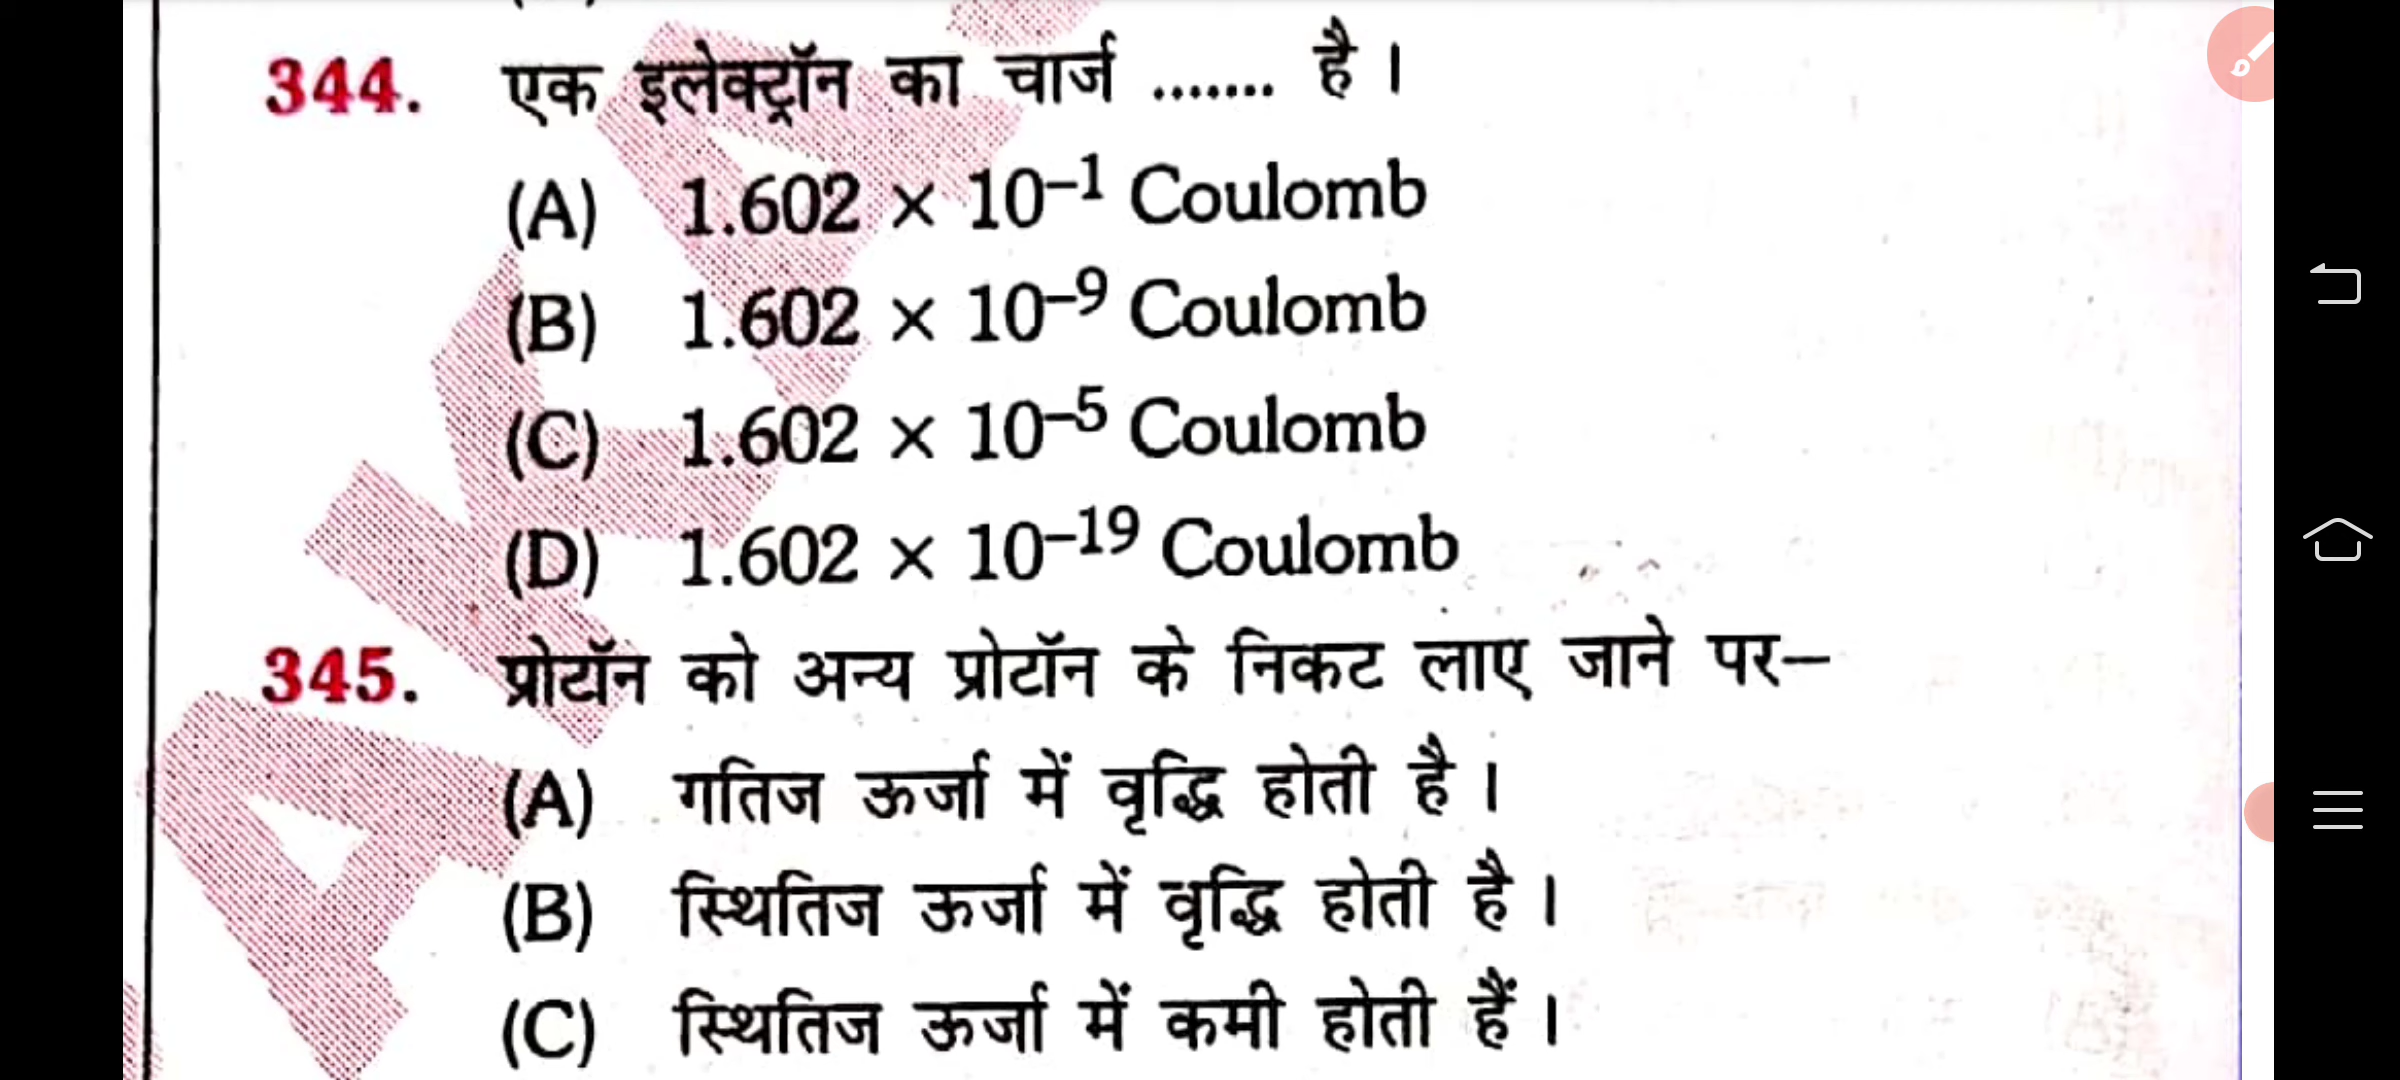 344. एक इलेक्ट्रॉन का चार्ज ....... है।
(A) 1.602 × 10⁻¹ Coulomb
(B) 1.602 × 10⁻⁹ Coulomb
(C) 1.602 × 10⁻⁵ Coulomb
(D) 1.602 × 10⁻¹⁹ Coulomb
345. प्रोटॉन को अन्य प्रोटॉन के निकट लाए जाने पर–
(A) गतिज ऊर्जा में वृद्धि होती है।
(B) स्थितिज ऊर्जा में वृद्धि होती है।
(C) स्थितिज ऊर्जा में कमी होती हैं।